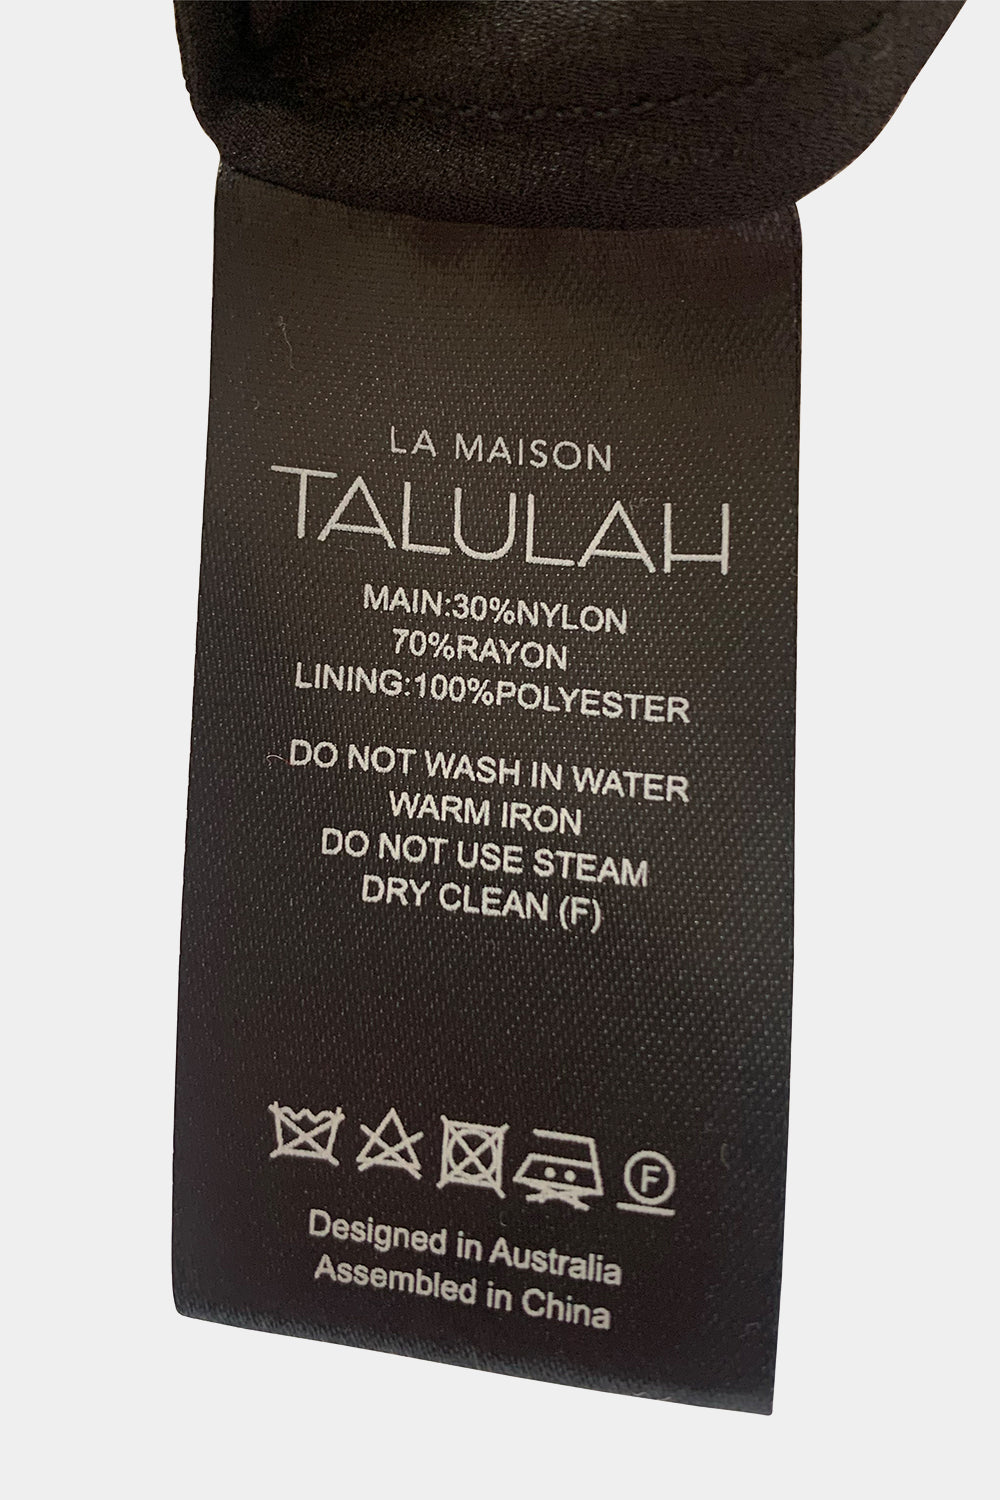 LA MAISON
TALULAH
MAIN:30%NYLON
70%RAYON
LINING:100%POLYESTER
DO NOT WASH IN WATER
WARM IRON
DO NOT USE STEAM
DRY CLEAN (F)
F
Designed in Australia
Assembled in China